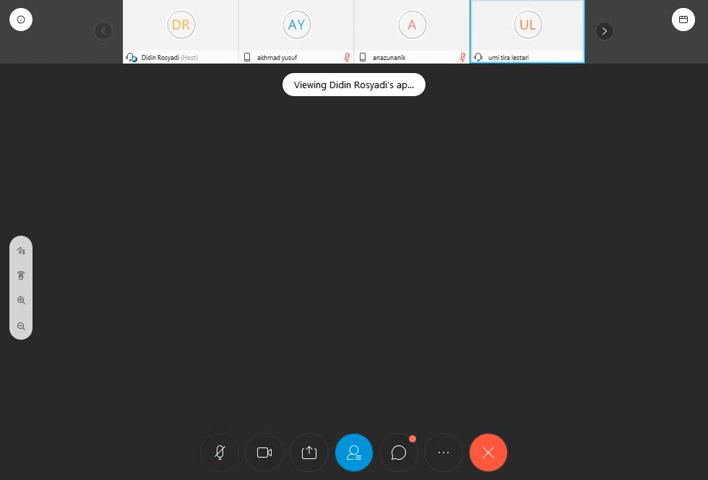 DR
AY
A
UL
Didin Rosyadi (Host)
akhmad yusuf
anazunanik
umi tira lestari
Viewing Didin Rosyadi's ap...